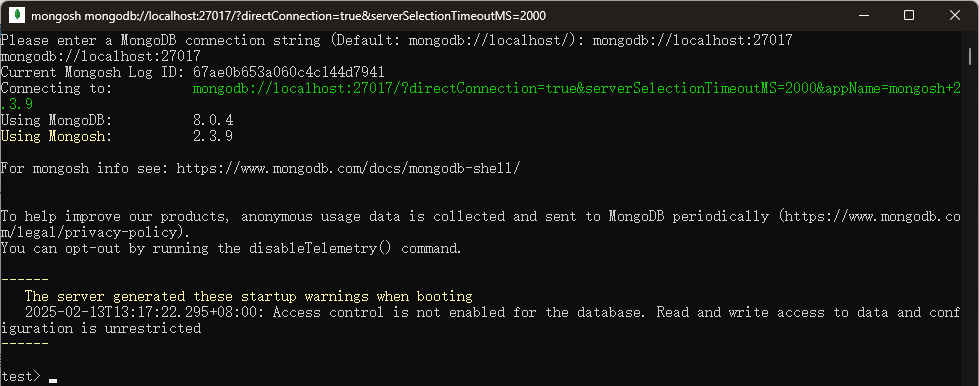 mongosh mongodb://localhost:27017/?directConnection=true&serverSelectionTimeoutMS=2000
Please enter a MongoDB connection string (Default: mongodb://localhost/): mongodb://localhost:27017
mongodb://localhost:27017
Current Mongosh Log ID: 67ae0b653a060c4c144d7941
Connecting to:          mongodb://localhost:27017/?directConnection=true&serverSelectionTimeoutMS=2000&appName=mongosh+2
.3.9
Using MongoDB:          8.0.4
Using Mongosh:          2.3.9
For mongosh info see: https://www.mongodb.com/docs/mongodb-shell/
To help improve our products, anonymous usage data is collected and sent to MongoDB periodically (https://www.mongodb.co
m/legal/privacy-policy).
You can opt-out by running the disableTelemetry() command.
------
   The server generated these startup warnings when booting
   2025-02-13T13:17:22.295+08:00: Access control is not enabled for the database. Read and write access to data and conf
iguration is unrestricted
------
test>